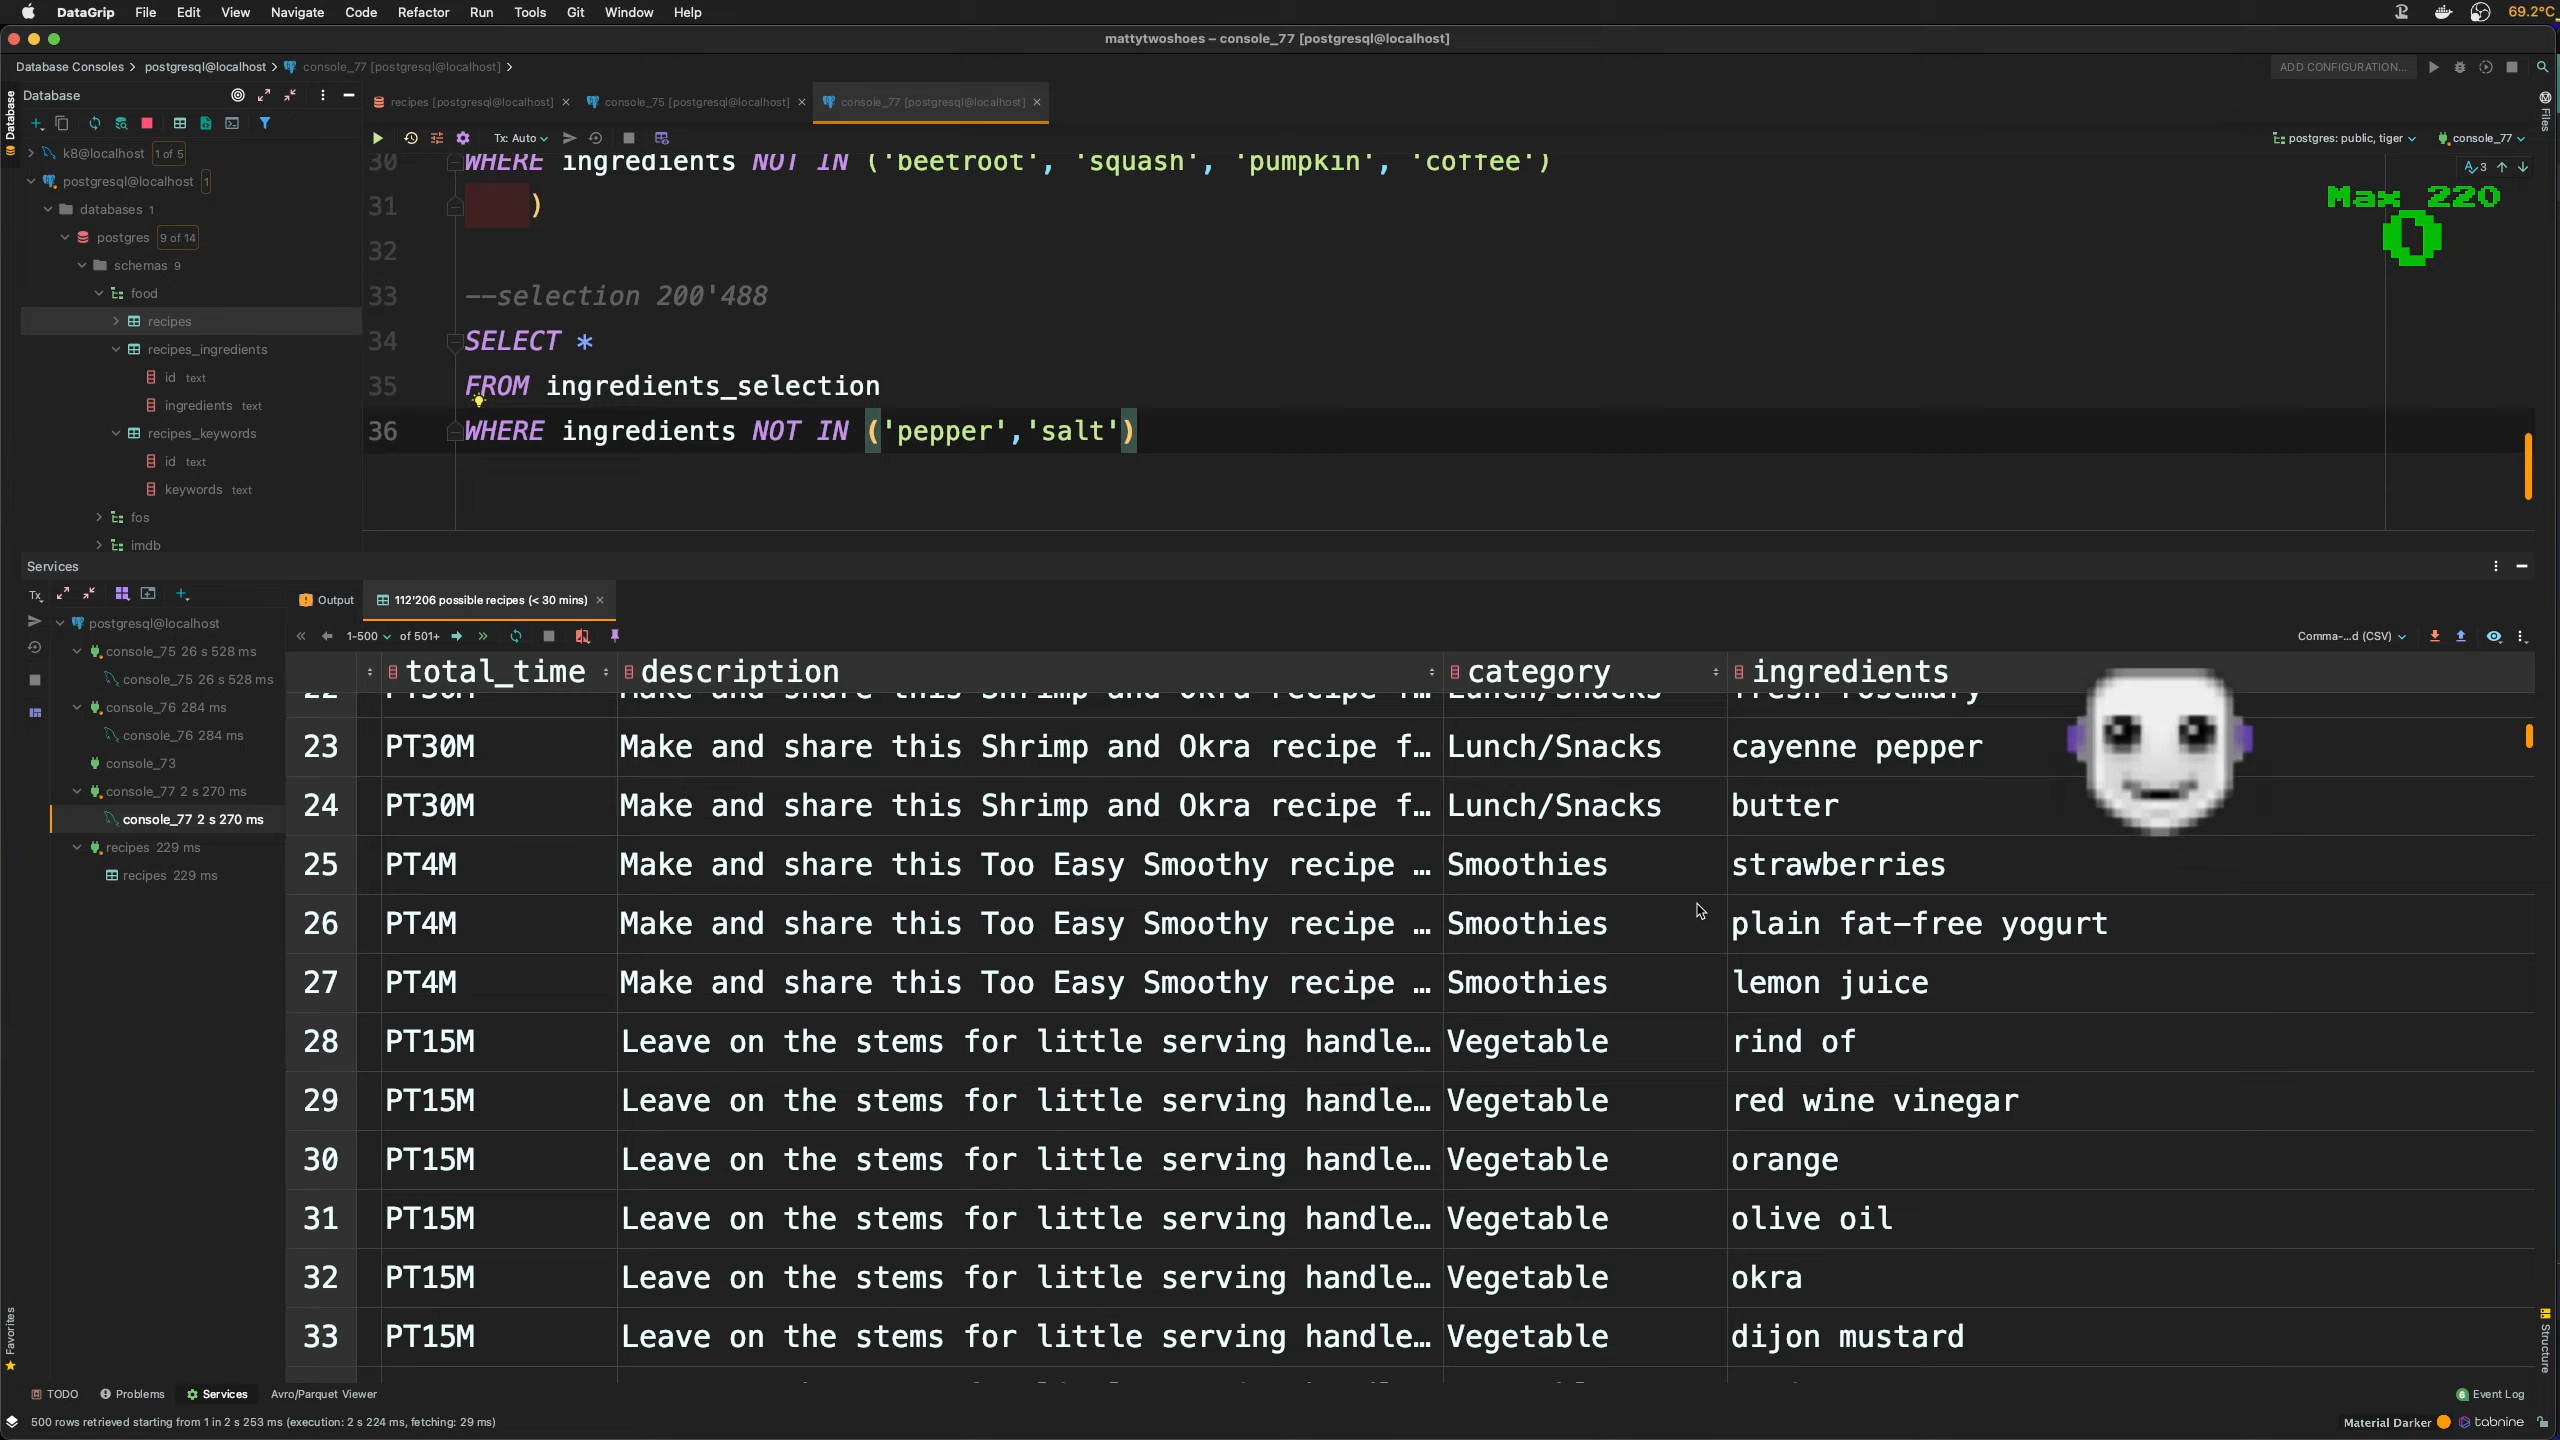 DataGrip File Edit View Navigate Code Refactor Run Tools Git Window Help 69.2°C
mattytwoshoes – console_77 [postgresql@localhost]
Database Consoles postgresql@localhost console_77 [postgresql@localhost] ADD CONFIGURATION...
Database
Database
Files
recipes [postgresql@localhost] console_75 [postgresql@localhost] console_77 [postgresql@localhost]
Tx: Auto postgres: public, tiger console_77
k8@localhost 1 of 5
postgresql@localhost 1
databases 1
postgres 9 of 14
schemas 9
food
recipes
recipes_ingredients
id text
ingredients text
recipes_keywords
id text
keywords text
fos
imdb
30 WHERE ingredients NOT IN ('beetroot', 'squash', 'pumpkin', 'coffee')
31 )
32
33 --selection 200'488
34 SELECT *
35 FROM ingredients_selection
36 WHERE ingredients NOT IN ('pepper','salt')
3
Max 220
0
Services
Tx
postgresql@localhost
console_75 26 s 528 ms
console_75 26 s 528 ms
console_76 284 ms
console_76 284 ms
console_73
console_77 2 s 270 ms
console_77 2 s 270 ms
recipes 229 ms
recipes 229 ms
Output 112'206 possible recipes (< 30 mins)
1-500 of 501+ Comma-...d (CSV)
total_time description category ingredients
22 PT30M Make and share this Shrimp and Okra recipe f… Lunch/Snacks fresh rosemary
23 PT30M Make and share this Shrimp and Okra recipe f… Lunch/Snacks cayenne pepper
24 PT30M Make and share this Shrimp and Okra recipe f… Lunch/Snacks butter
25 PT4M Make and share this Too Easy Smoothy recipe … Smoothies strawberries
26 PT4M Make and share this Too Easy Smoothy recipe … Smoothies plain fat-free yogurt
27 PT4M Make and share this Too Easy Smoothy recipe … Smoothies lemon juice
28 PT15M Leave on the stems for little serving handle… Vegetable rind of
29 PT15M Leave on the stems for little serving handle… Vegetable red wine vinegar
30 PT15M Leave on the stems for little serving handle… Vegetable orange
31 PT15M Leave on the stems for little serving handle… Vegetable olive oil
32 PT15M Leave on the stems for little serving handle… Vegetable okra
33 PT15M Leave on the stems for little serving handle… Vegetable dijon mustard
Favorites
Structure
TODO Problems Services Avro/Parquet Viewer 6 Event Log
500 rows retrieved starting from 1 in 2 s 253 ms (execution: 2 s 224 ms, fetching: 29 ms) Material Darker tabnine